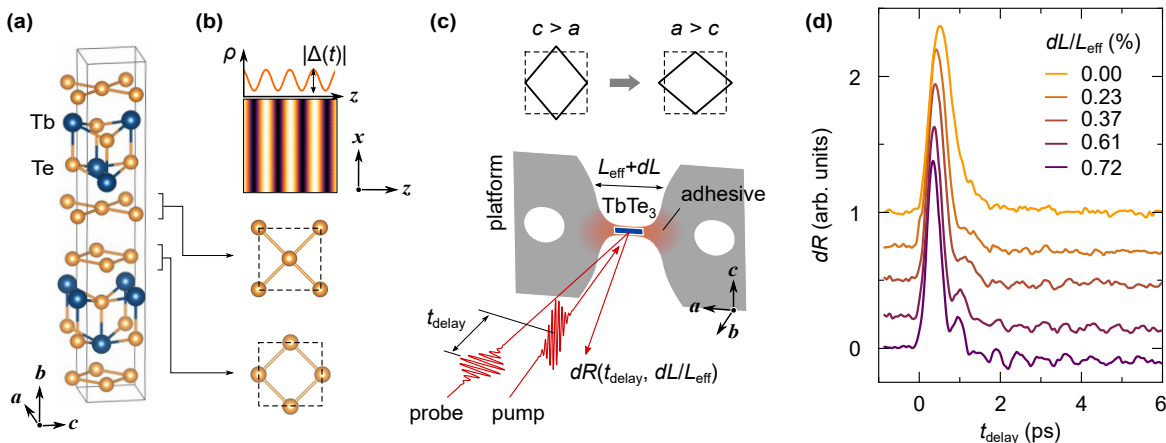 (a)
Tb
Te
b
a
c
(b)
ρ
|Δ(t)|
z
x
z
(c)
c > a
a > c
platform
L_eff+dL
TbTe₃
adhesive
c
a
b
t_delay
dR(t_delay, dL/L_eff)
probe
pump
(d)
dL/L_eff (%)
0.00
0.23
0.37
0.61
0.72
dR (arb. units)
2
1
0
0
2
4
6
t_delay (ps)